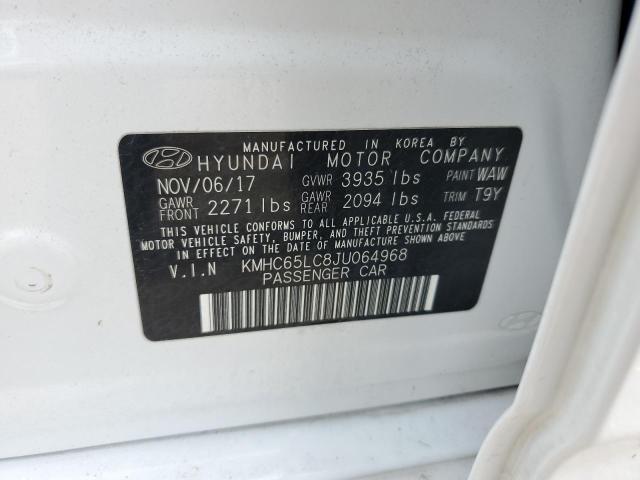 MANUFACTURED IN KOREA BY
HYUNDAI MOTOR COMPANY
NOV/06/17 GVWR 3935 lbs PAINT WAW
GAWR FRONT 2271 lbs GAWR REAR 2094 lbs TRIM T9Y
THIS VEHICLE CONFORMS TO ALL APPLICABLE U.S.A. FEDERAL
MOTOR VEHICLE SAFETY, BUMPER, AND THEFT PREVENTION STANDARDS
IN EFFECT ON THE DATE OF MANUFACTURE SHOWN ABOVE.
V.I.N KMHC65LC8JU064968
PASSENGER CAR